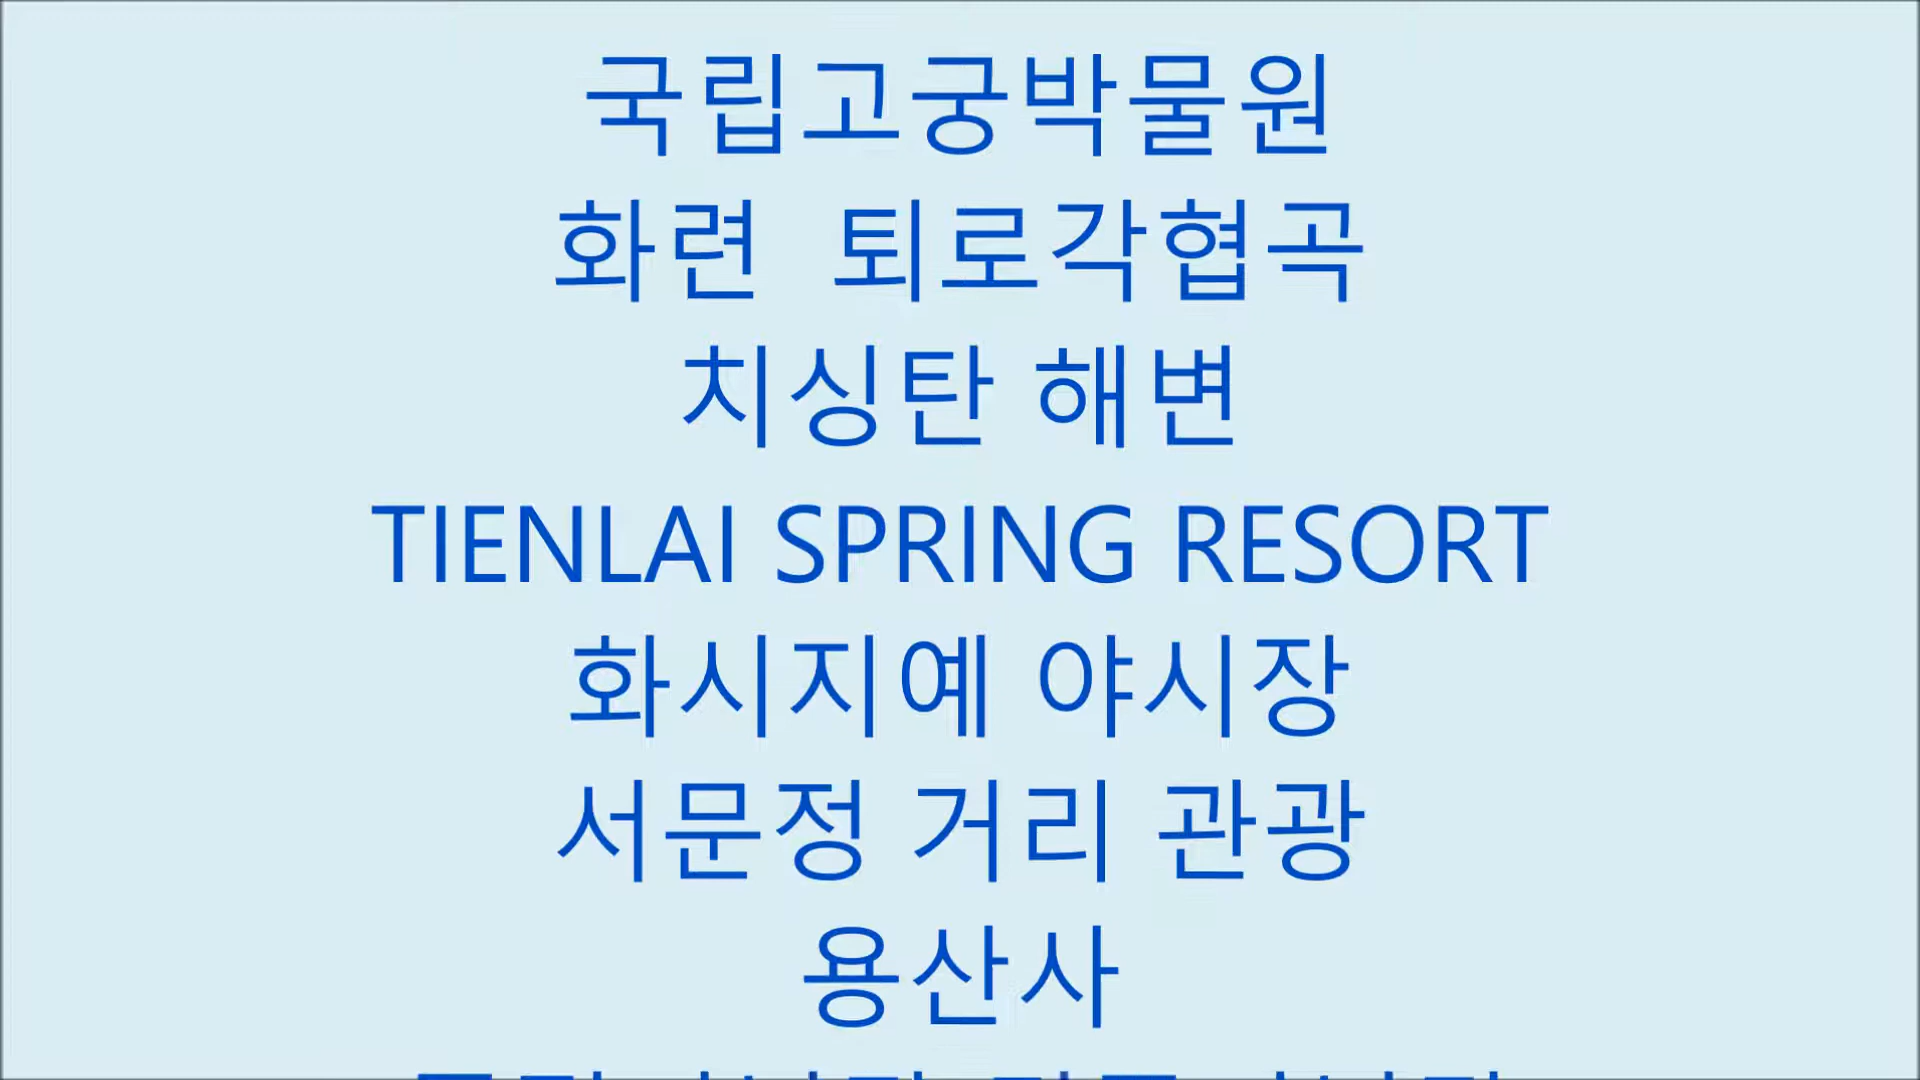 국립고궁박물원
화련 퇴로각협곡
치싱탄 해변
TIENLAI SPRING RESORT
화시지예 야시장
서문정 거리 관광
용산사